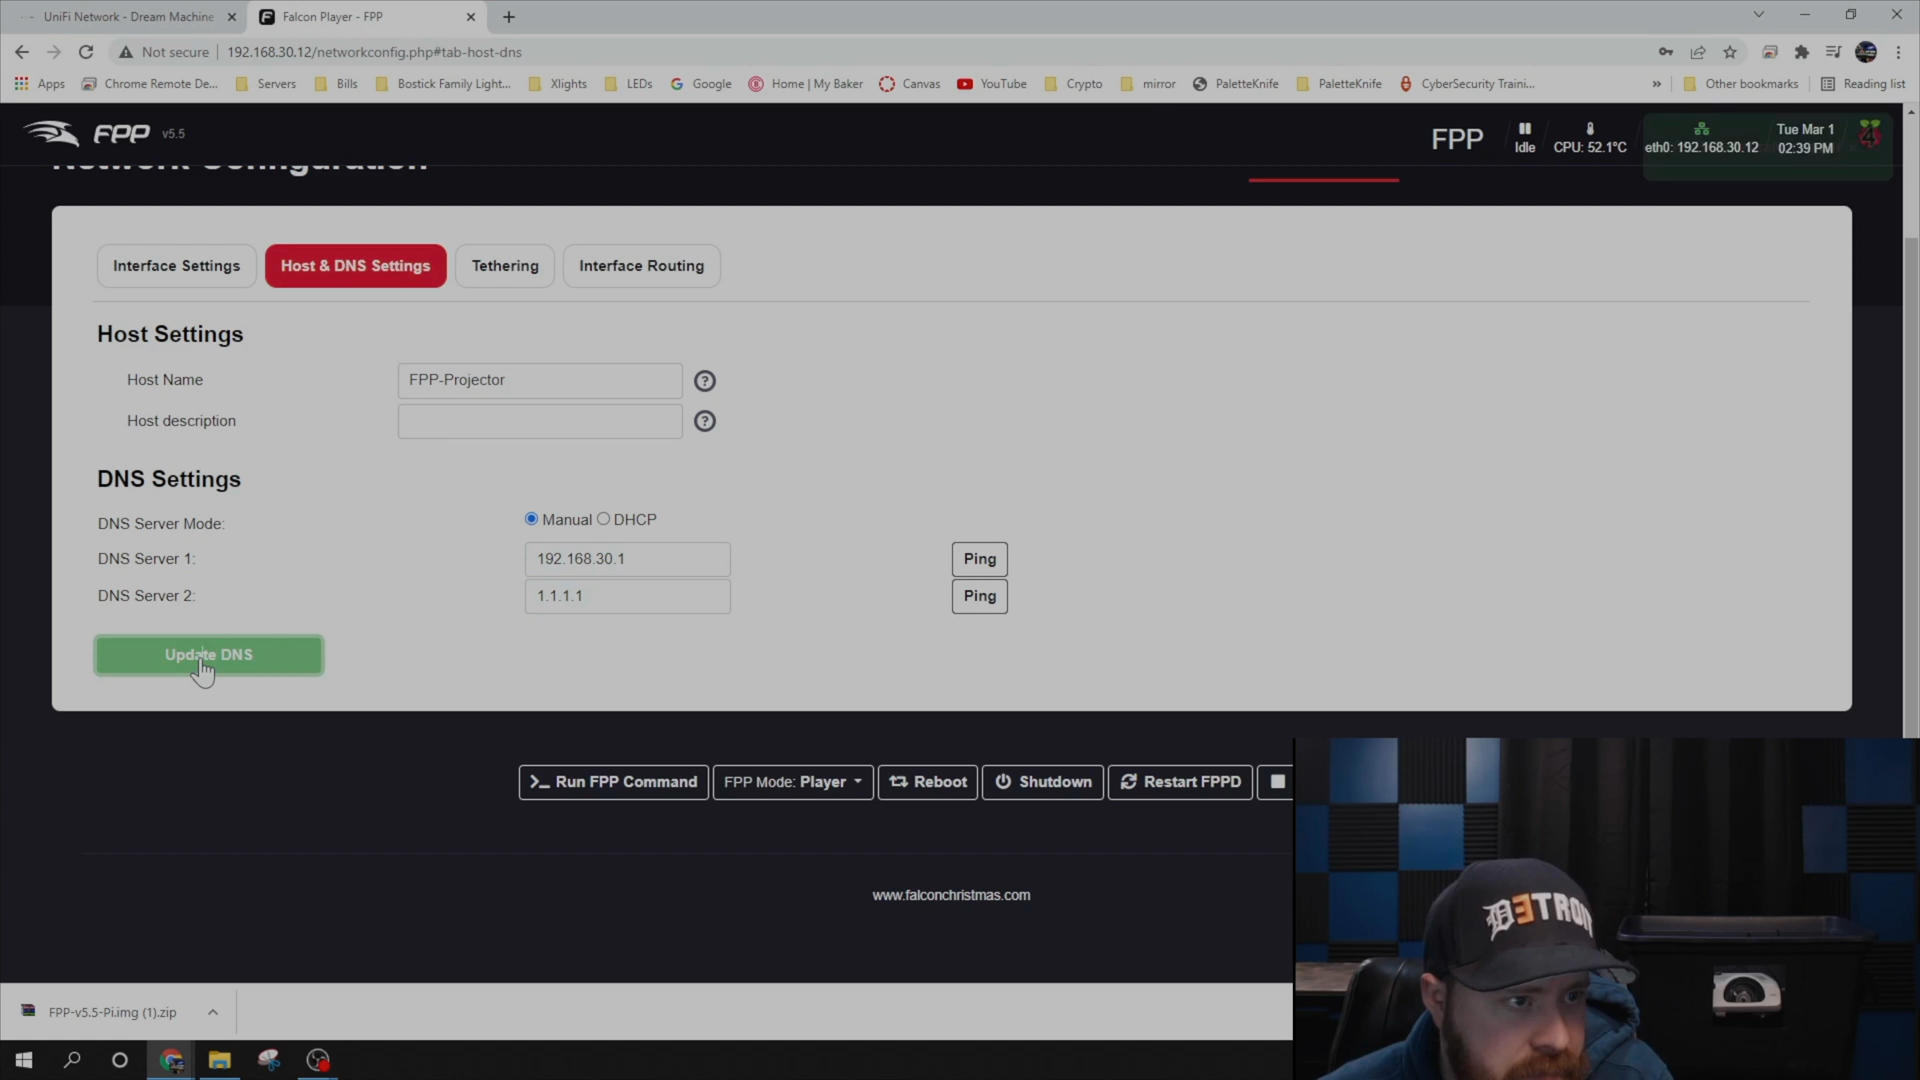 UniFi Network - Dream Machine
Falcon Player - FPP
Not secure
192.168.30.12/networkconfig.php#tab-host-dns
Apps
Chrome Remote De...
Servers
Bills
Bostick Family Light...
Xlights
LEDs
Google
Home | My Baker
Canvas
YouTube
Crypto
mirror
PaletteKnife
PaletteKnife
CyberSecurity Traini...
»
Other bookmarks
Reading list
FPP v5.5
FPP
Idle
CPU: 52.1°C
eth0: 192.168.30.12
Tue Mar 1
02:39 PM
4
Network Configuration
Interface Settings
Host & DNS Settings
Tethering
Interface Routing
Host Settings
Host Name
FPP-Projector
?
Host description
?
DNS Settings
DNS Server Mode:
Manual
DHCP
DNS Server 1:
192.168.30.1
Ping
DNS Server 2:
1.1.1.1
Ping
Update DNS
Run FPP Command
FPP Mode: Player
Reboot
Shutdown
Restart FPPD
www.falconchristmas.com
DETROIT
FPP-v5.5-Pi.img (1).zip